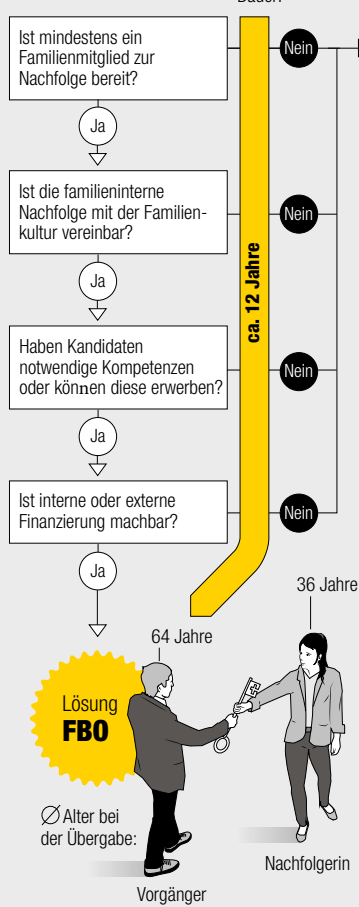 Ist mindestens ein
Familienmitglied zur
Nachfolge bereit?
Nein
Ja
Ist die familieninterne
Nachfolge mit der Familien-
kultur vereinbar?
Nein
Ja
ca. 12 Jahre
Haben Kandidaten
notwendige Kompetenzen
oder können diese erwerben?
Nein
Ja
Ist interne oder externe
Finanzierung machbar?
Nein
Ja
36 Jahre
64 Jahre
Lösung
FBO
Ø Alter bei
der Übergabe:
Nachfolgerin
Vorgänger